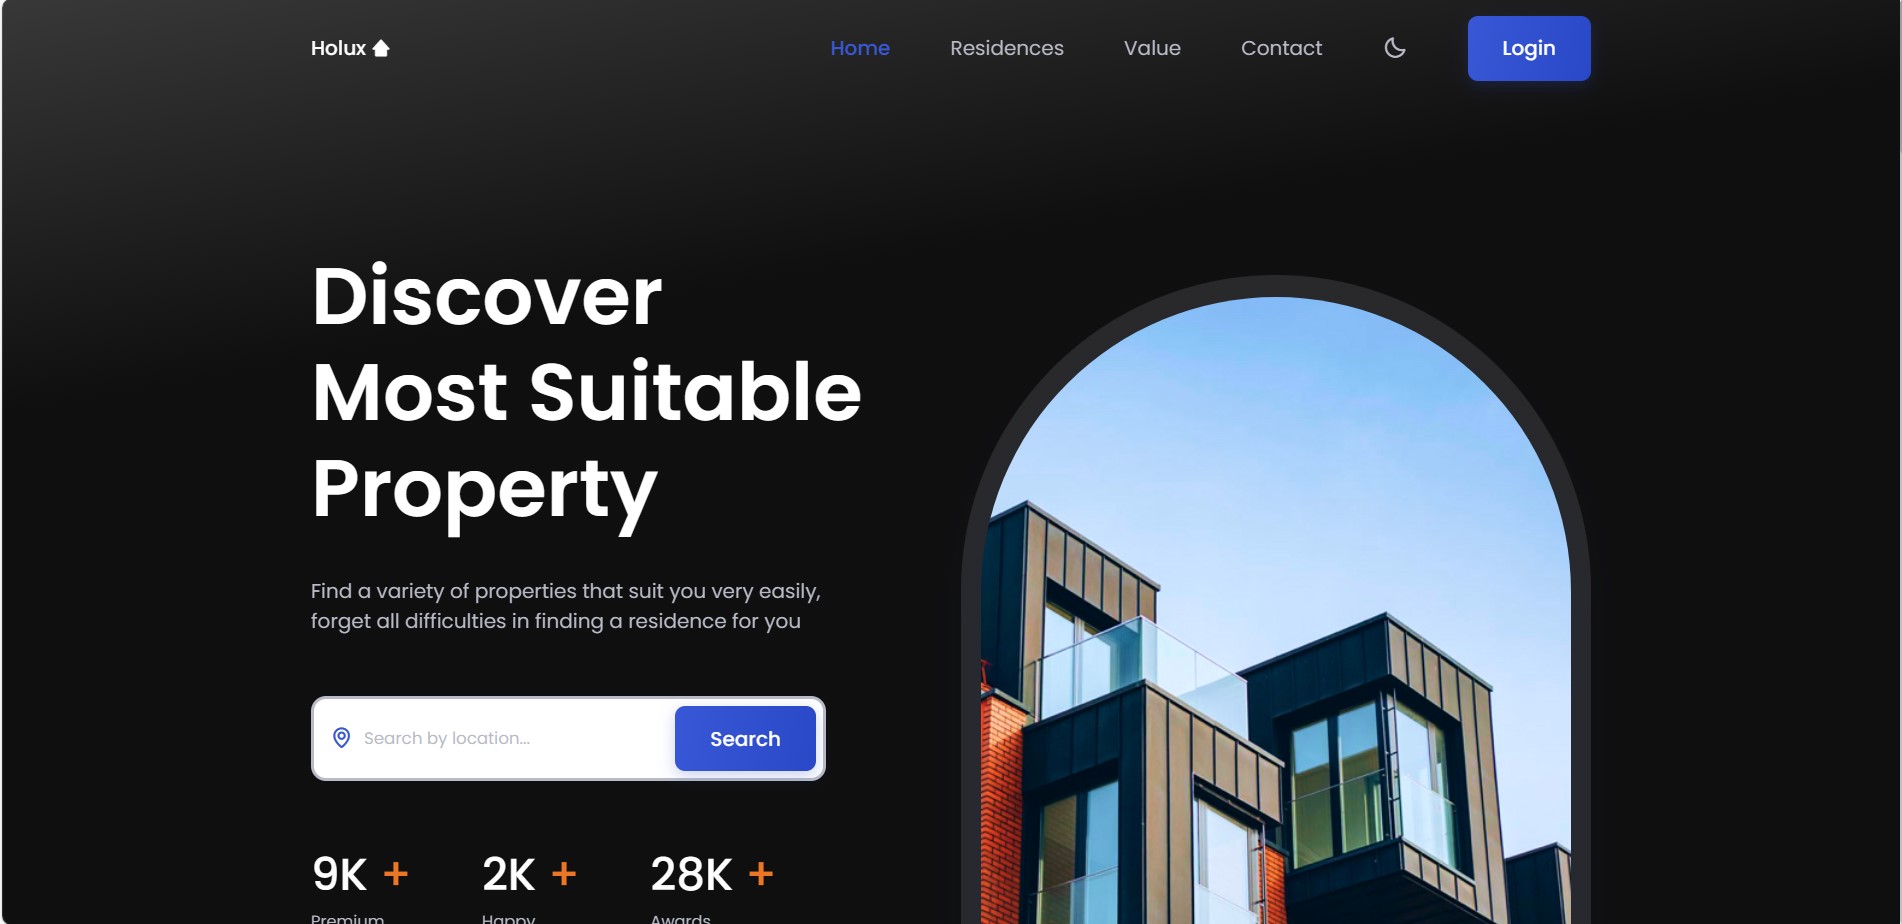 Holux
Home
Residences
Value
Contact
Login
Discover
Most Suitable
Property
Find a variety of properties that suit you very easily,
forget all difficulties in finding a residence for you
Search by location...
Search
9K +
2K +
28K +
Premium
Happy
Awards